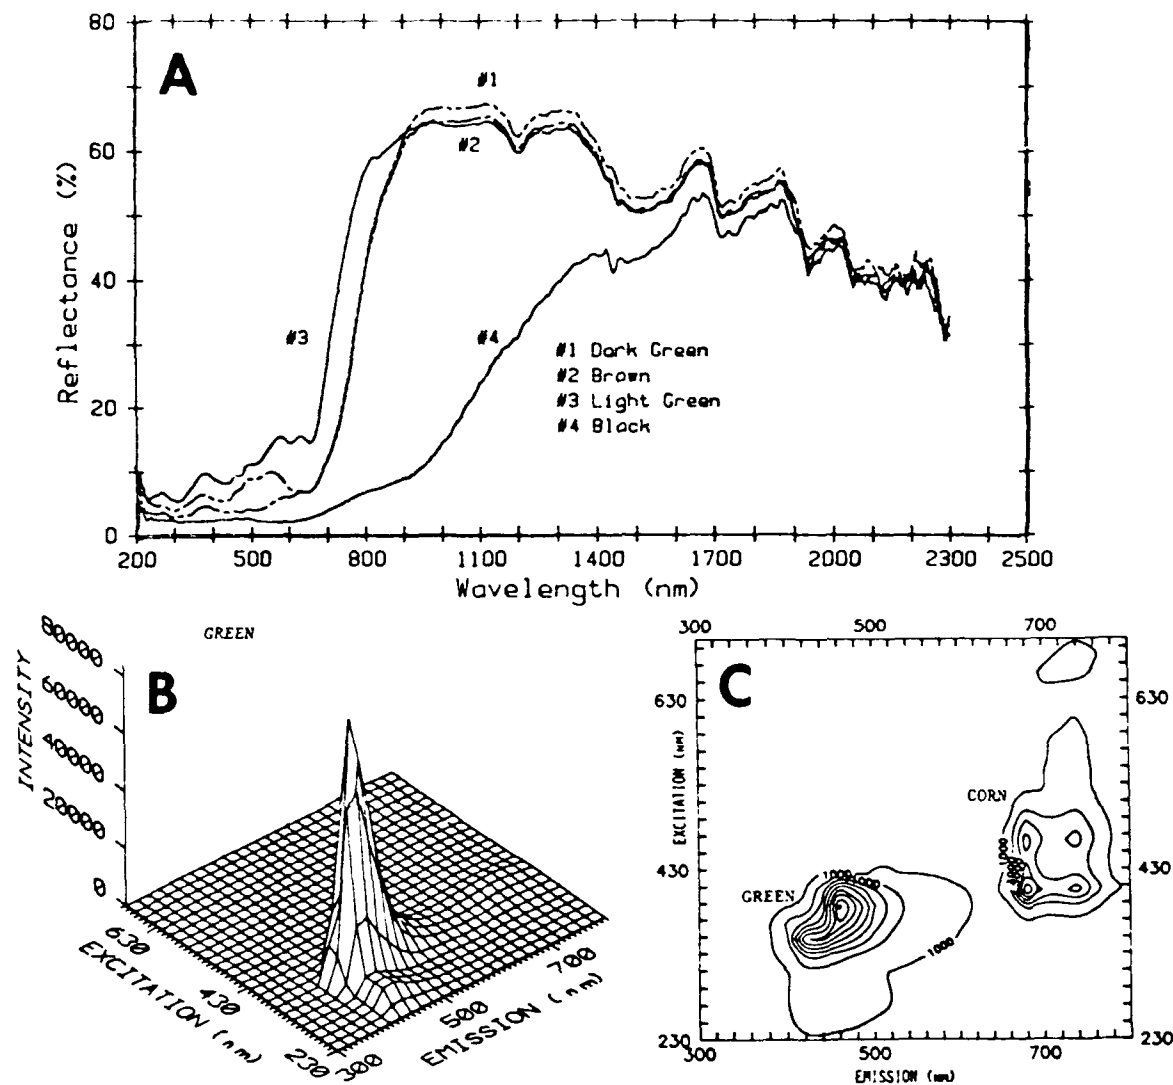 80
A
#1
60
#2
Reflectance (%)
40
#3
#4
#1 Dark Green
#2 Brown
#3 Light Green
#4 Black
20
0
200 500 800 1100 1400 1700 2000 2300 2500
Wavelength (nm)
GREEN
B
80000
60000
40000
20000
0
INTENSITY
630
430
230
EXCITATION (nm)
300
500
700
EMISSION (nm)
300 500 700
C
630 630
EXCITATION (NM)
CORN
1000
430 430
1000
GREEN
1000
230 230
300 500 700
EMISSION (nm)